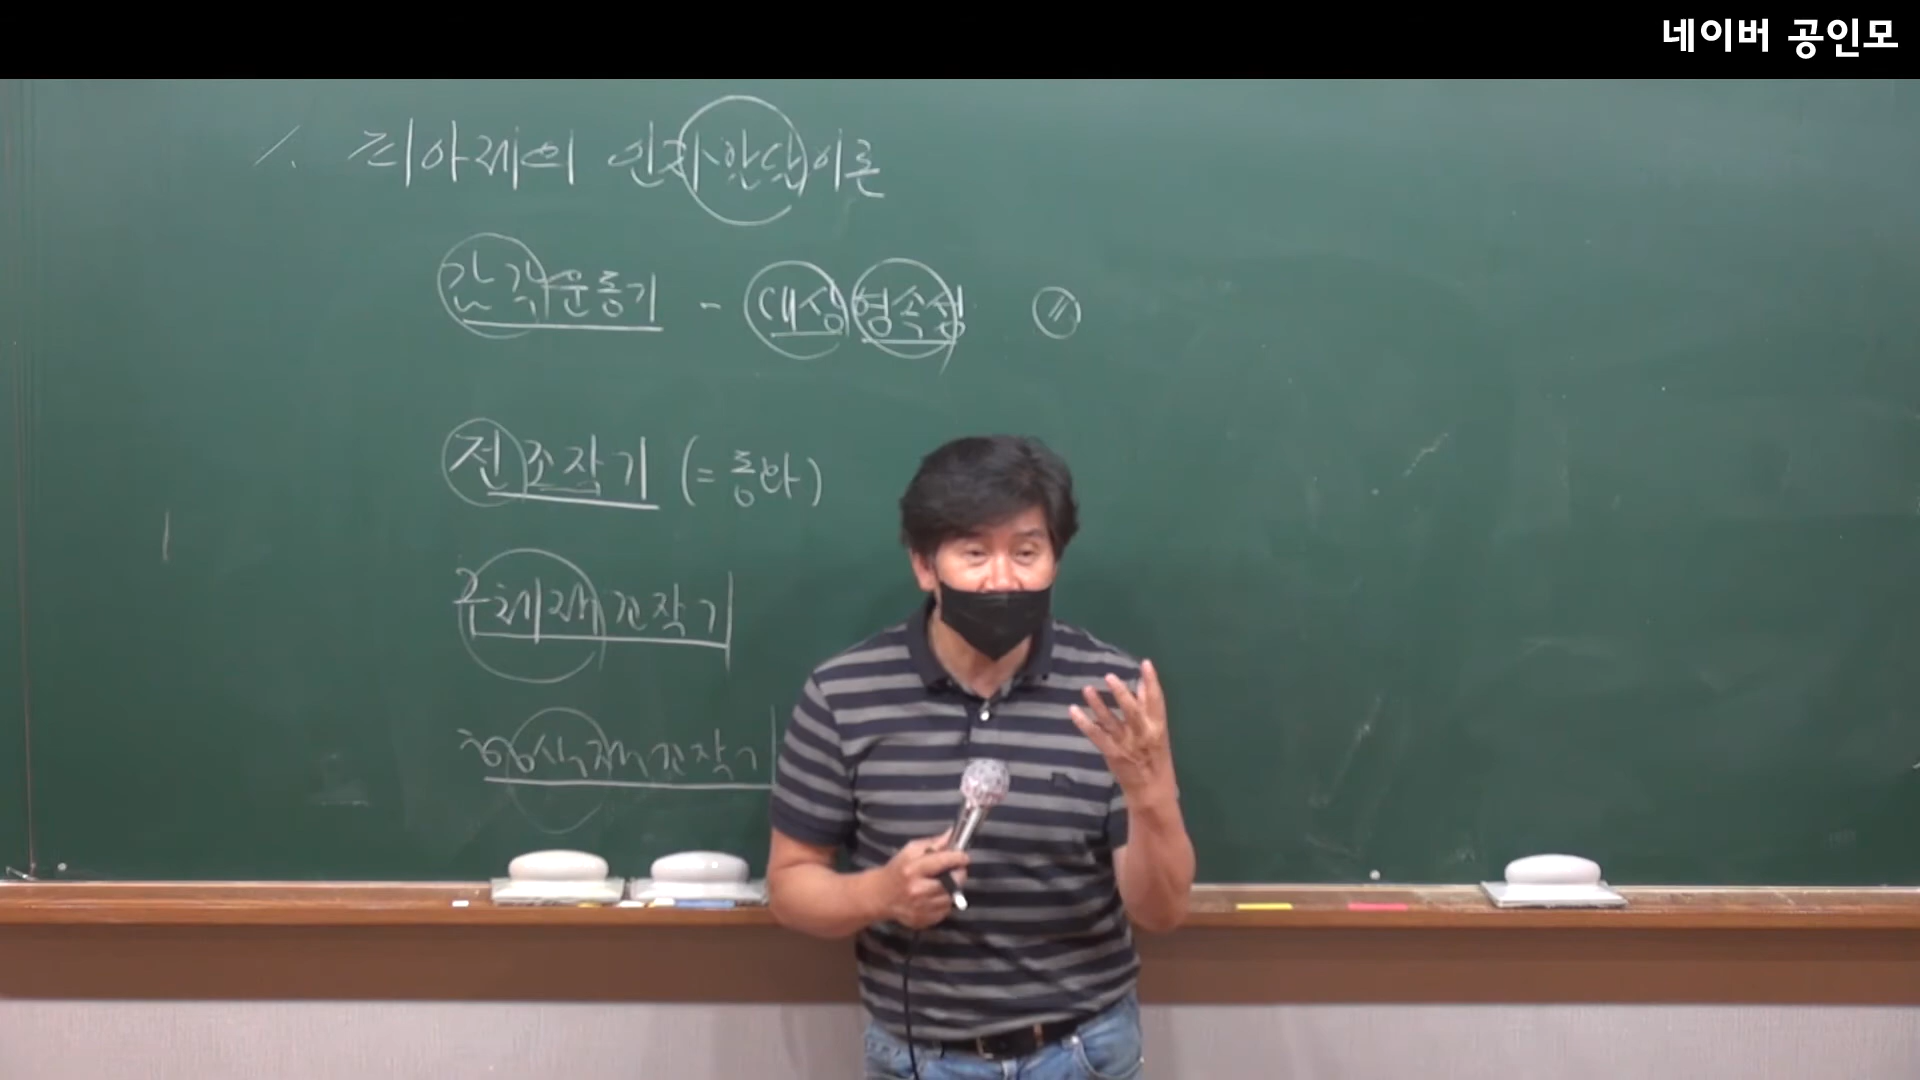 네이버 공인모
1. 피아제의 인지발달이론
감각운동기 - 대상영속성
전조작기 (= 동화)
구체적조작기
형식적조작기